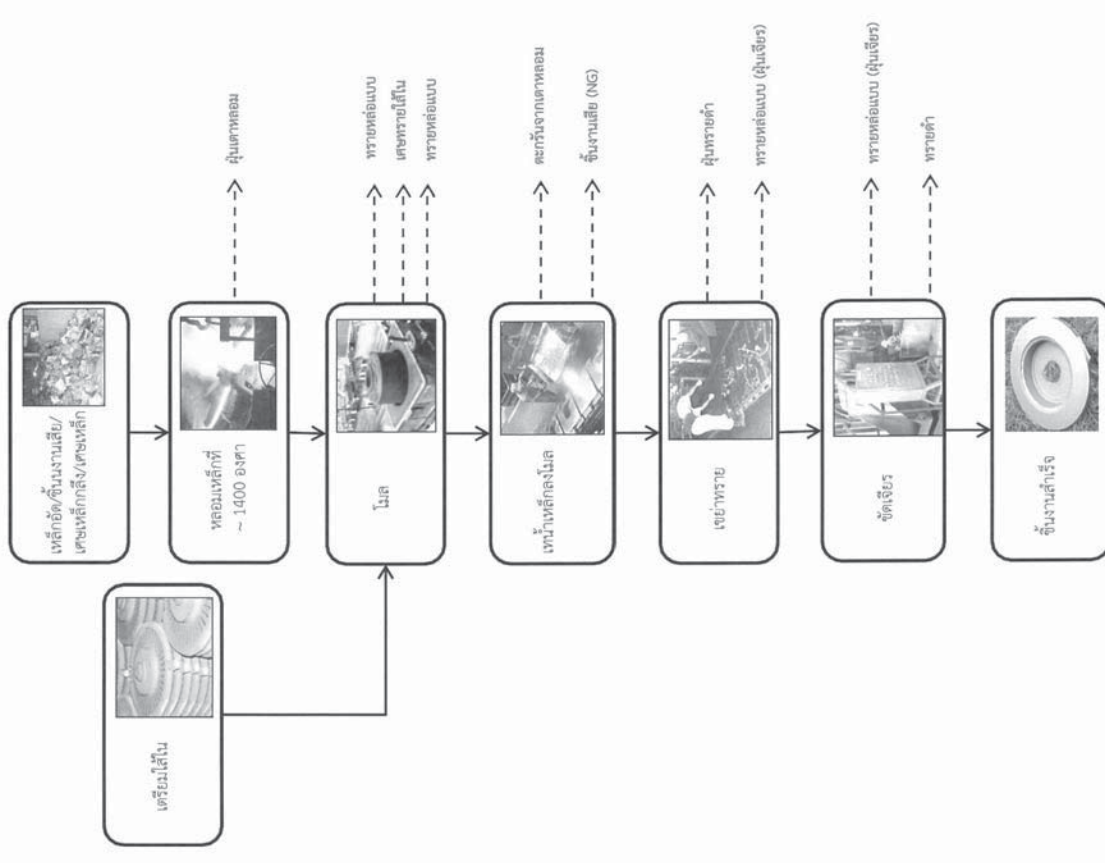 เหล็กอัด/ชิ้นนงานเสีย/
เศษเหล็กกลึง/เศษเหล็ก
หลอมเหล็กที่
~ 1400 องศา
ฝุ่นเตาหลอม
เตรียมใส้ใน
โมล
ทรายหล่อแบบ
เศษทรายใส้ใน
ทรายหล่อแบบ
เทน้ำเหล็กลงโมล
ตะกรันจากเตาหลอม
ชิ้นงานเสีย (NG)
เขย่าทราย
ฝุ่นทรายดำ
ทรายหล่อแบบ (ฝุ่นเจียร)
ขัดเจียร
ทรายหล่อแบบ (ฝุ่นเจียร)
ทรายดำ
ชิ้นงานสำเร็จ